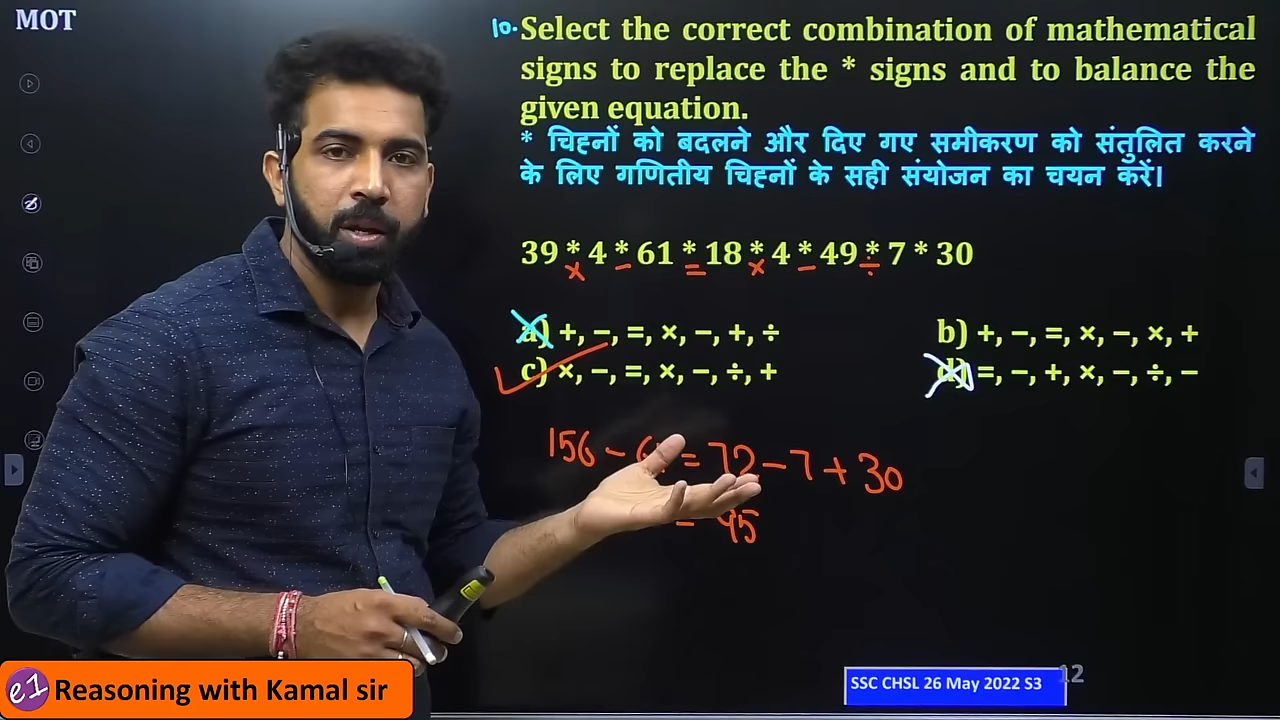 MOT
10. Select the correct combination of mathematical
signs to replace the * signs and to balance the
given equation.
* चिह्नों को बदलने और दिए गए समीकरण को संतुलित करने
के लिए गणितीय चिह्नों के सही संयोजन का चयन करें।
39 * 4 * 61 * 18 * 4 * 49 * 7 * 30
× − = × − ÷
a) +, −, =, ×, −, +, ÷
b) +, −, =, ×, −, ×, +
c) ×, −, =, ×, −, ÷, +
d) =, −, +, ×, −, ÷, −
156 − = 72 − 7 + 30
= 95
e1 Reasoning with Kamal sir
SSC CHSL 26 May 2022 S3
12